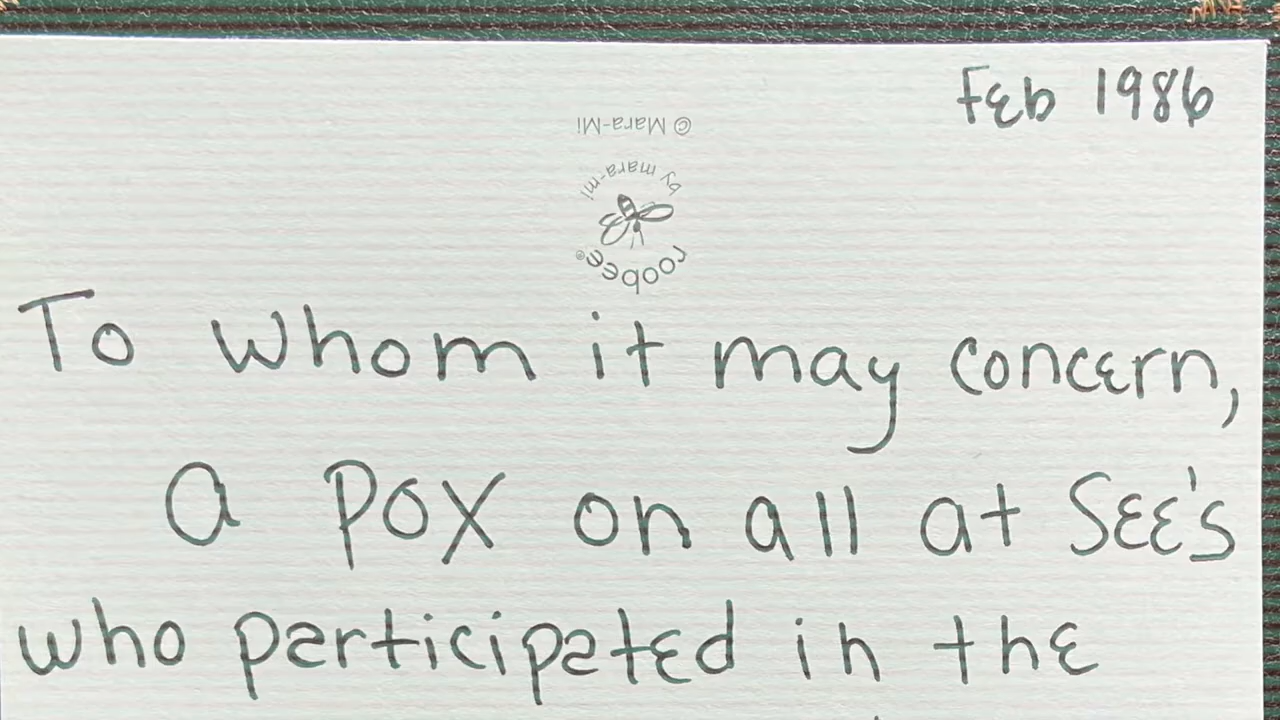 Feb 1986
© Mara-Mi
by mara-mi
roobee®
To whom it may concern,
a pox on all at See's
who participated in the